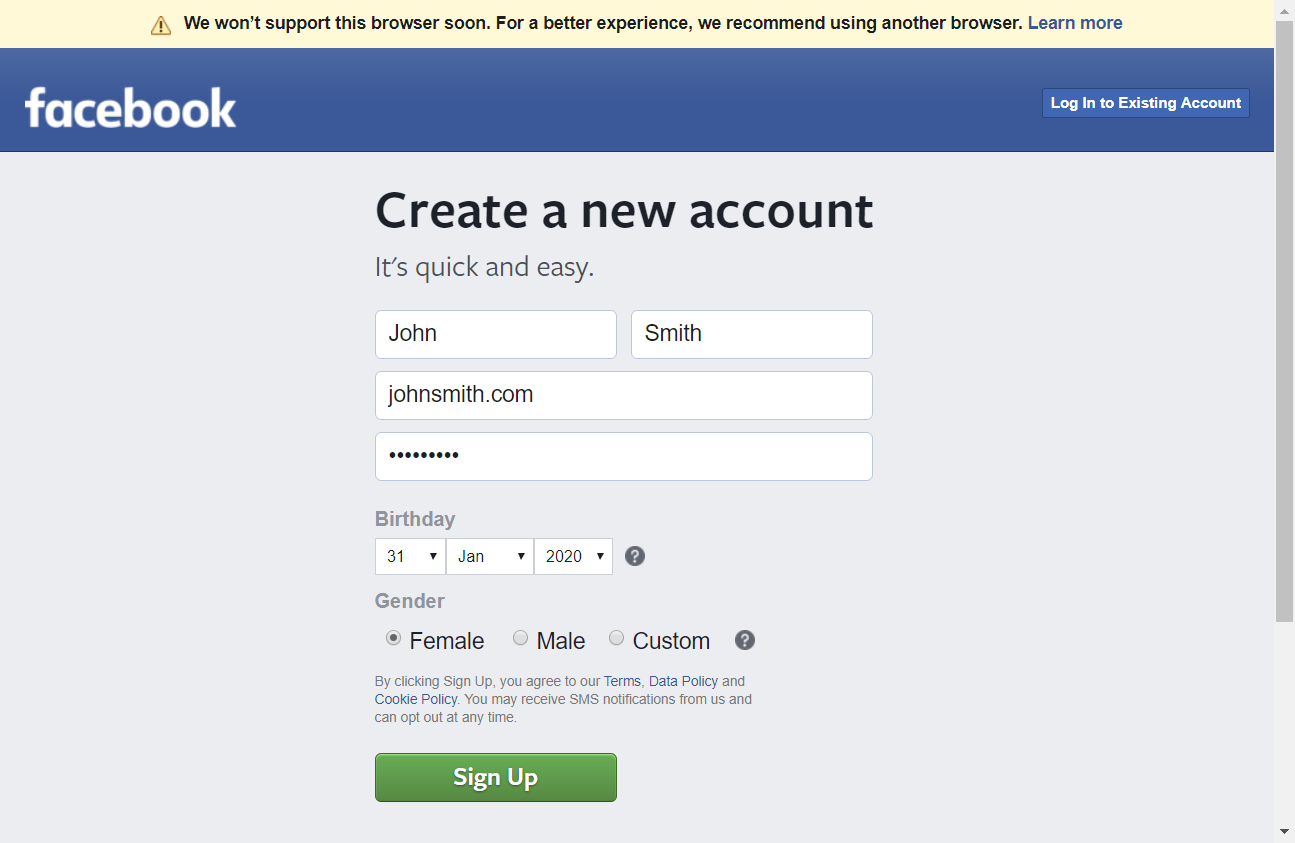 We won’t support this browser soon. For a better experience, we recommend using another browser. Learn more
facebook
Log In to Existing Account
Create a new account
It's quick and easy.
John Smith
johnsmith.com
•••••••••
Birthday
31 Jan 2020
Gender
Female Male Custom
By clicking Sign Up, you agree to our Terms, Data Policy and
Cookie Policy. You may receive SMS notifications from us and
can opt out at any time.
Sign Up